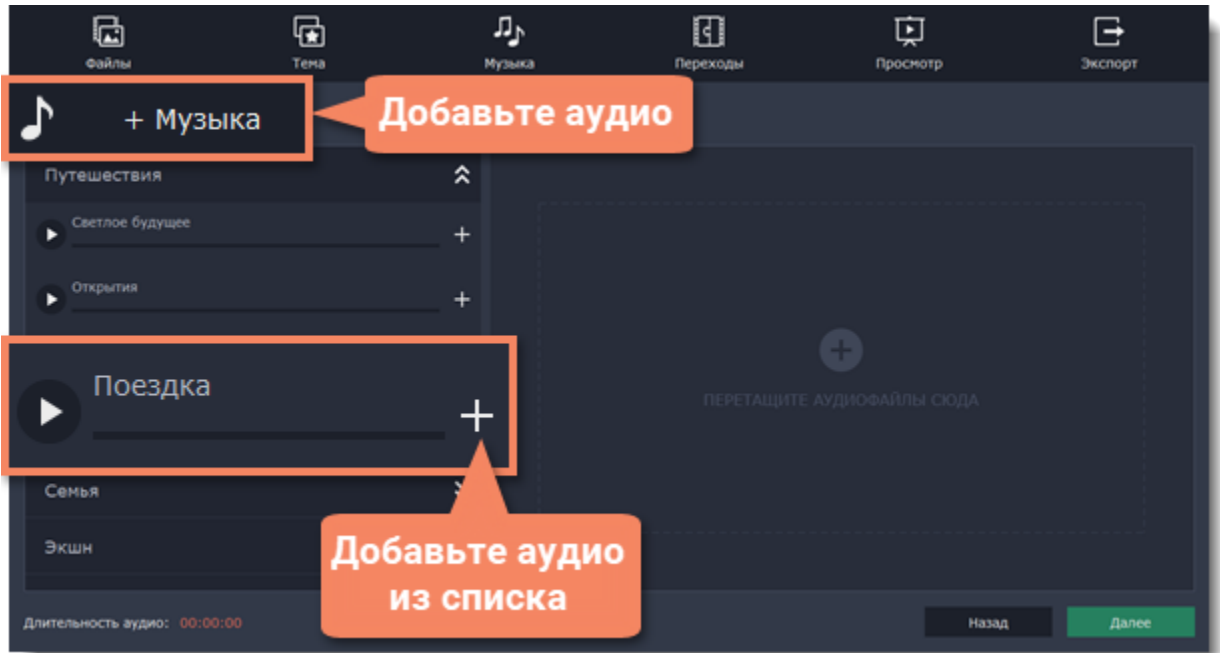 Файлы
Тема
Музыка
Переходы
Просмотр
Экспорт
+ Музыка
Добавьте аудио
Путешествия
Светлое будущее
Открытия
Поездка
ПЕРЕТАЩИТЕ АУДИОФАЙЛЫ СЮДА
Семья
Экшн
Добавьте аудио
из списка
Длительность аудио: 00:00:00
Назад
Далее